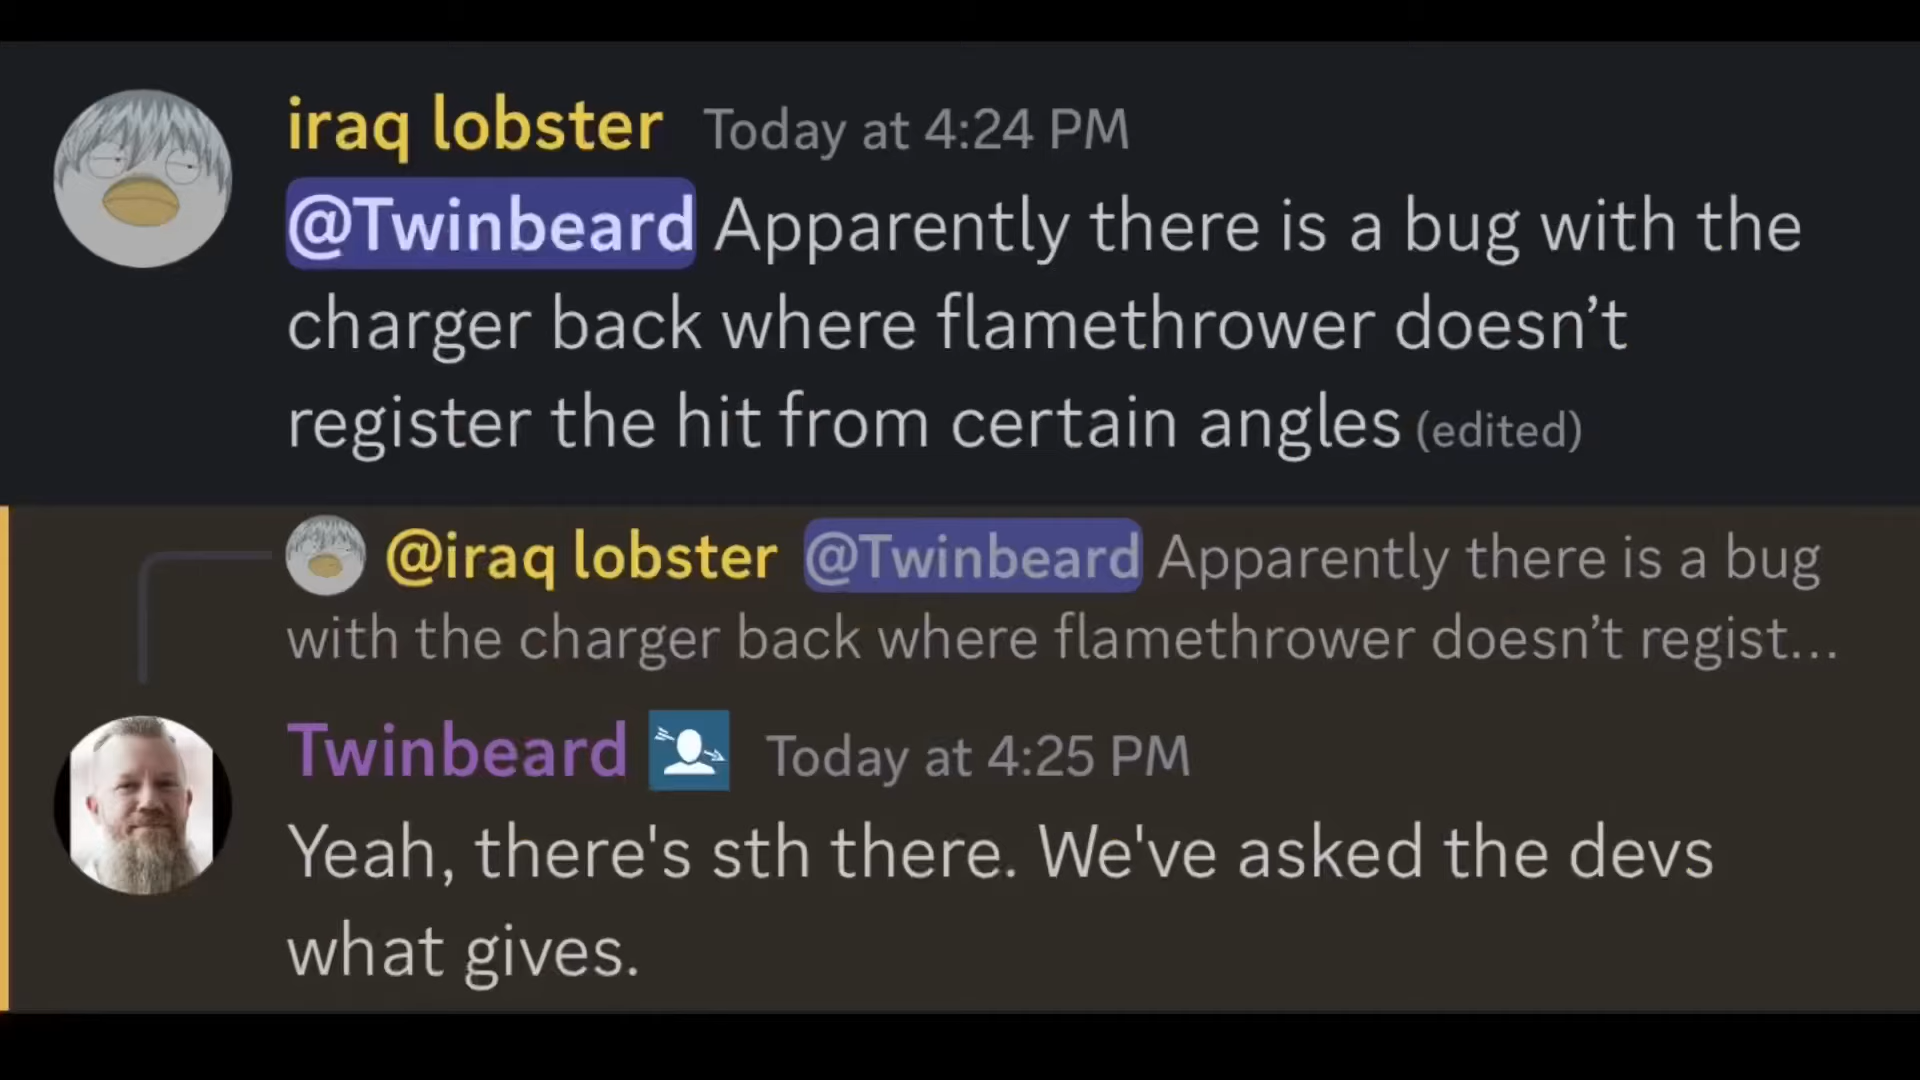 iraq lobster Today at 4:24 PM
@Twinbeard Apparently there is a bug with the
charger back where flamethrower doesn’t
register the hit from certain angles (edited)
@iraq lobster @Twinbeard Apparently there is a bug
with the charger back where flamethrower doesn’t regist...
Twinbeard Today at 4:25 PM
Yeah, there's sth there. We've asked the devs
what gives.